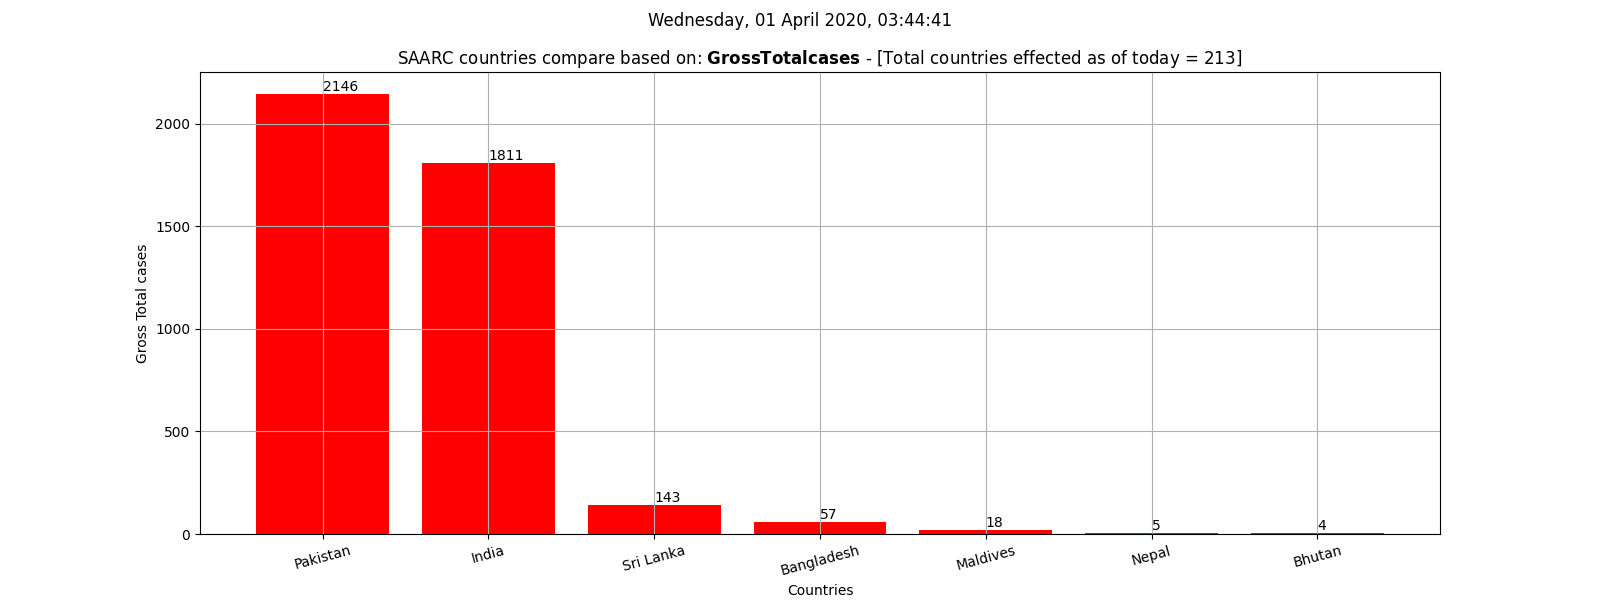 Wednesday, 01 April 2020, 03:44:41
SAARC countries compare based on: GrossTotalcases - [Total countries effected as of today = 213]
Gross Total cases
2000
1500
1000
500
0
2146
1811
143
57
18
5
4
Pakistan
India
Sri Lanka
Bangladesh
Maldives
Nepal
Bhutan
Countries